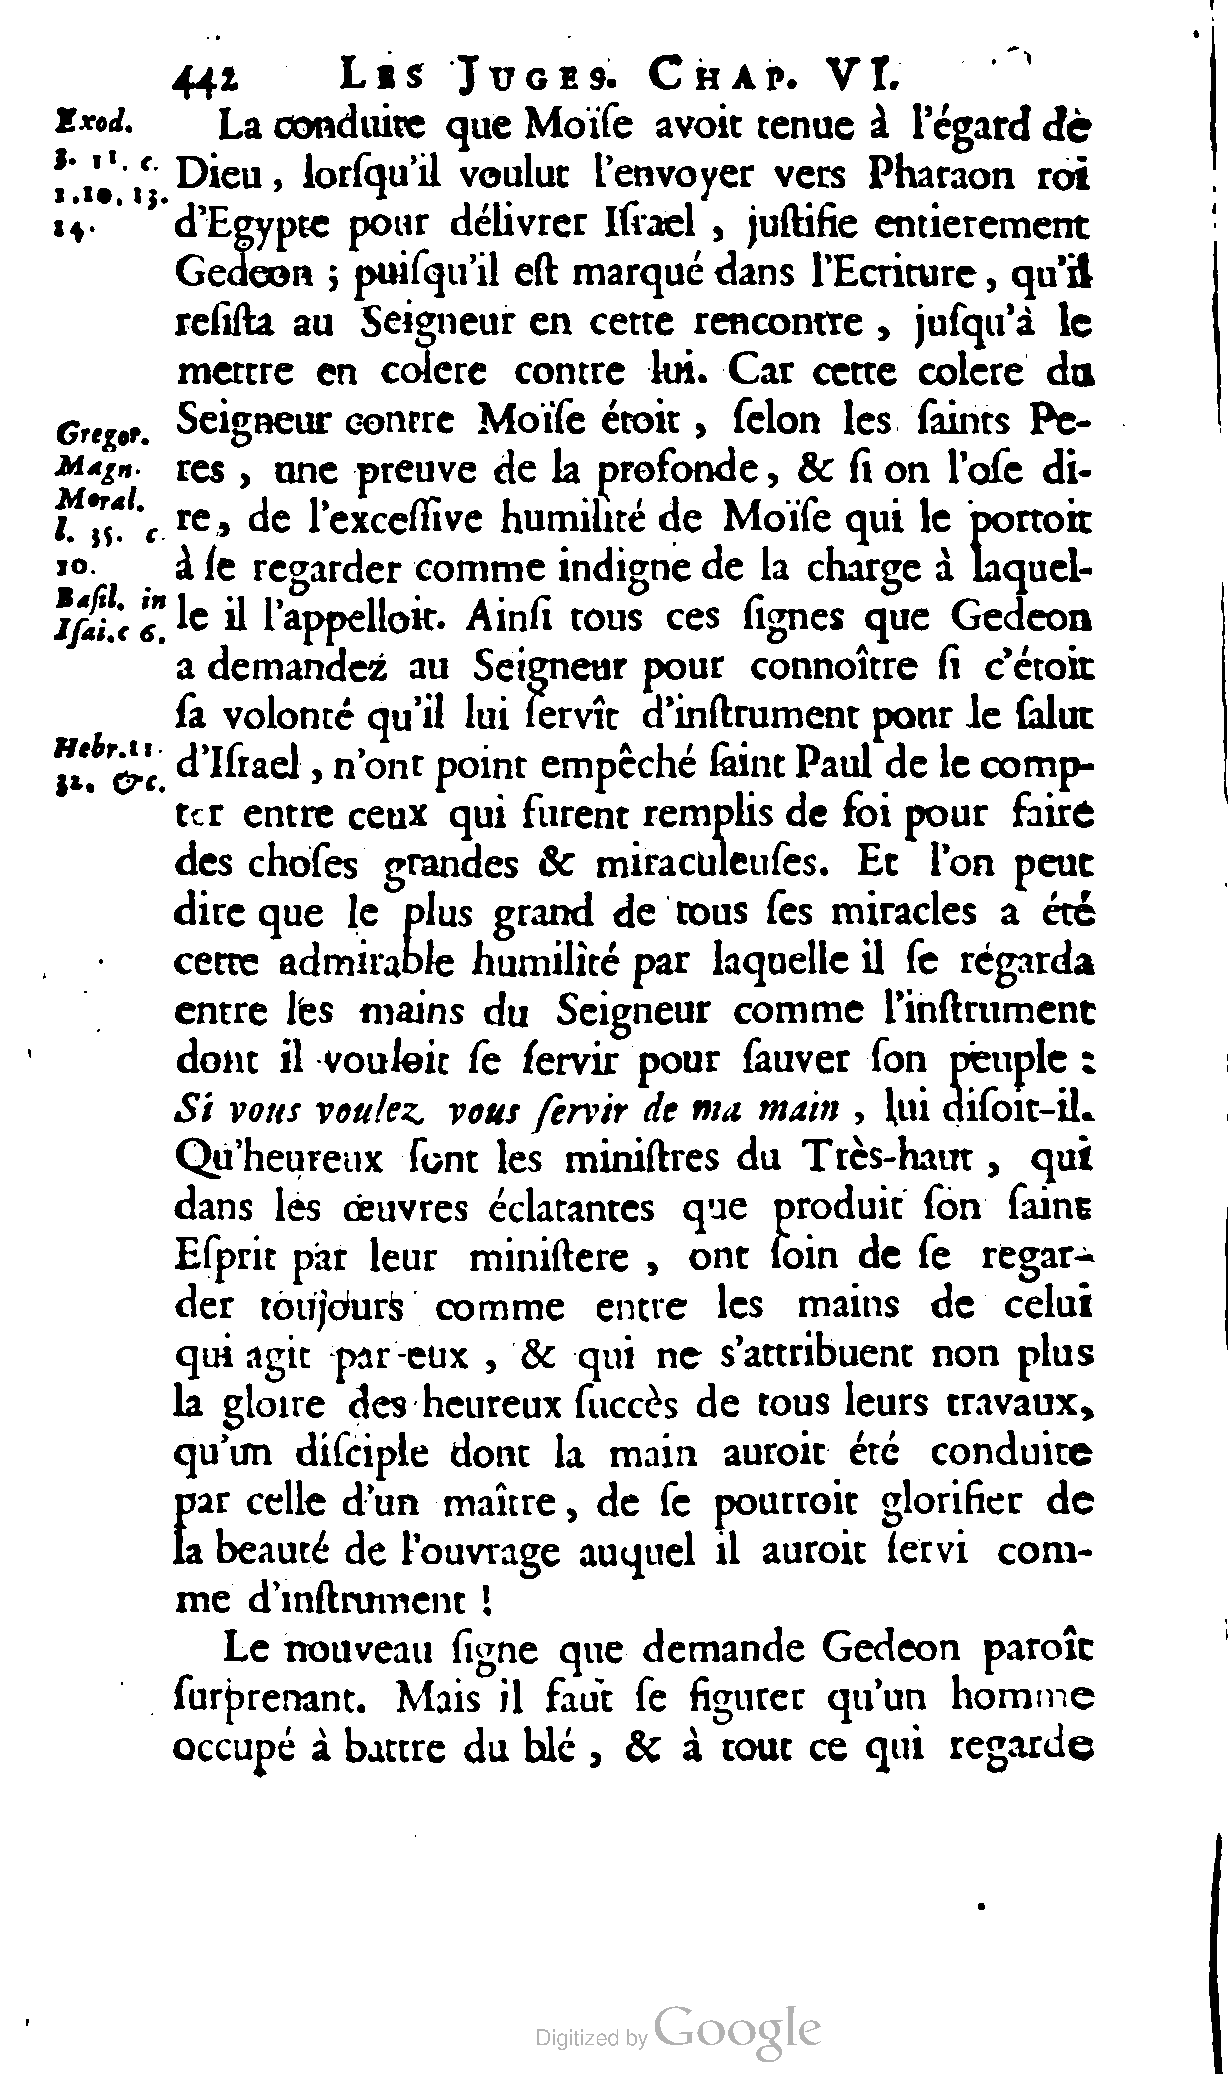 442 LES JUGES. CHAP. VI.
Exod.
3. 11. c.
1.10. 13.
14.
La conduite que Moïſe avoit tenue à l'égard de
Dieu, lorſqu'il voulut l'envoyer vers Pharaon roi
d'Egypte pour délivrer Iſrael, juſtifie entierement
Gedeon; puiſqu'il eſt marqué dans l'Ecriture, qu'il
reſiſta au Seigneur en cette rencontre, juſqu'à le
mettre en colere contre lui. Car cette colere du
Gregor.
Magn.
Moral.
l. 35. c.
10.
Baſil. in
Iſai.c 6.
Seigneur contre Moïſe étoit, ſelon les ſaints Pe-
res, une preuve de la profonde, & ſi on l'oſe di-
re, de l'exceſſive humilité de Moïſe qui le portoit
à ſe regarder comme indigne de la charge à laquel-
le il l'appelloit. Ainſi tous ces ſignes que Gedeon
a demandez au Seigneur pour connoître ſi c'étoit
ſa volonté qu'il lui ſervît d'inſtrument pour le ſalut
Hebr.11.
32. &c.
d'Iſrael, n'ont point empêché ſaint Paul de le comp-
ter entre ceux qui furent remplis de foi pour faire
des choſes grandes & miraculeuſes. Et l'on peut
dire que le plus grand de tous ſes miracles a été
cette admirable humilité par laquelle il ſe régarda
entre les mains du Seigneur comme l'inſtrument
dont il vouloit ſe ſervir pour ſauver ſon peuple :
Si vous voulez vous ſervir de ma main, lui diſoit-il.
Qu'heureux ſont les miniſtres du Très-haut, qui
dans les œuvres éclatantes que produit ſon ſaint
Eſprit par leur miniſtere, ont ſoin de ſe regar-
der toûjours comme entre les mains de celui
qui agit par eux, & qui ne s'attribuent non plus
la gloire des heureux ſuccès de tous leurs travaux,
qu'un diſciple dont la main auroit été conduite
par celle d'un maître, de ſe pourroit glorifier de
la beauté de l'ouvrage auquel il auroit ſervi com-
me d'inſtrument !
Le nouveau ſigne que demande Gedeon paroît
ſurprenant. Mais il faut ſe figurer qu'un homme
occupé à battre du blé, & à tout ce qui regarde
Digitized by Google